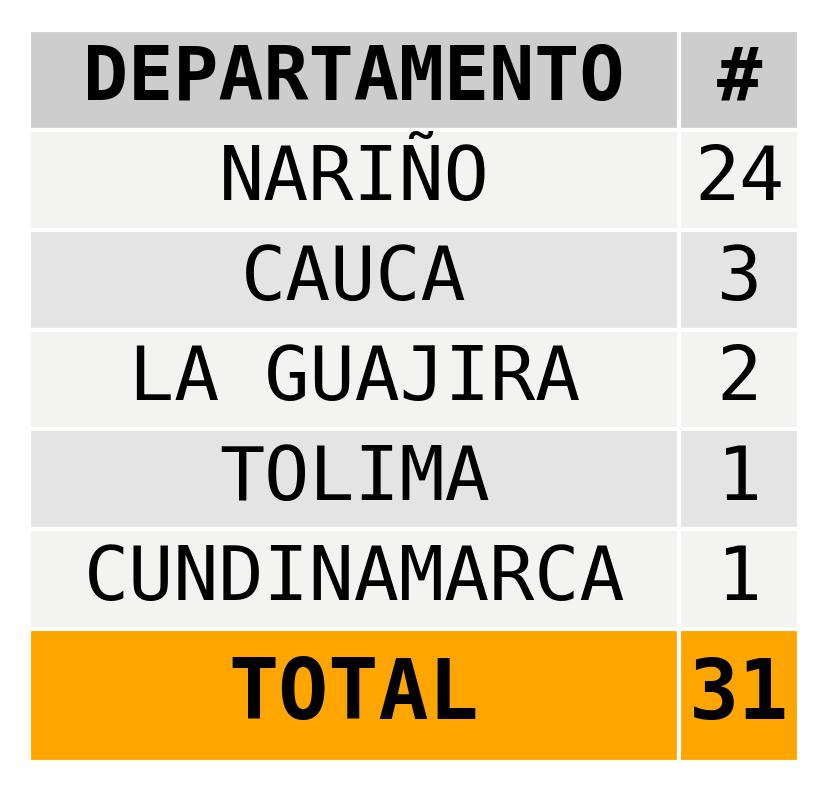 DEPARTAMENTO #
NARIÑO 24
CAUCA 3
LA GUAJIRA 2
TOLIMA 1
CUNDINAMARCA 1
TOTAL 31